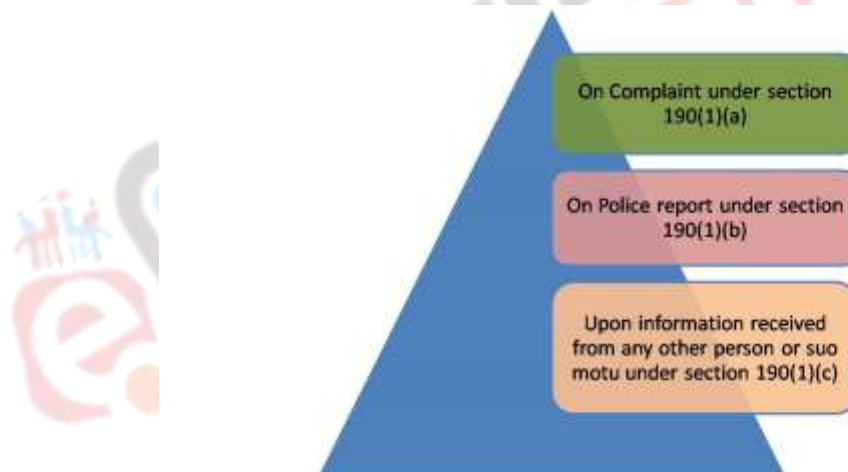 On Complaint under section
190(1)(a)
On Police report under section
190(1)(b)
Upon information received
from any other person or suo
motu under section 190(1)(c)